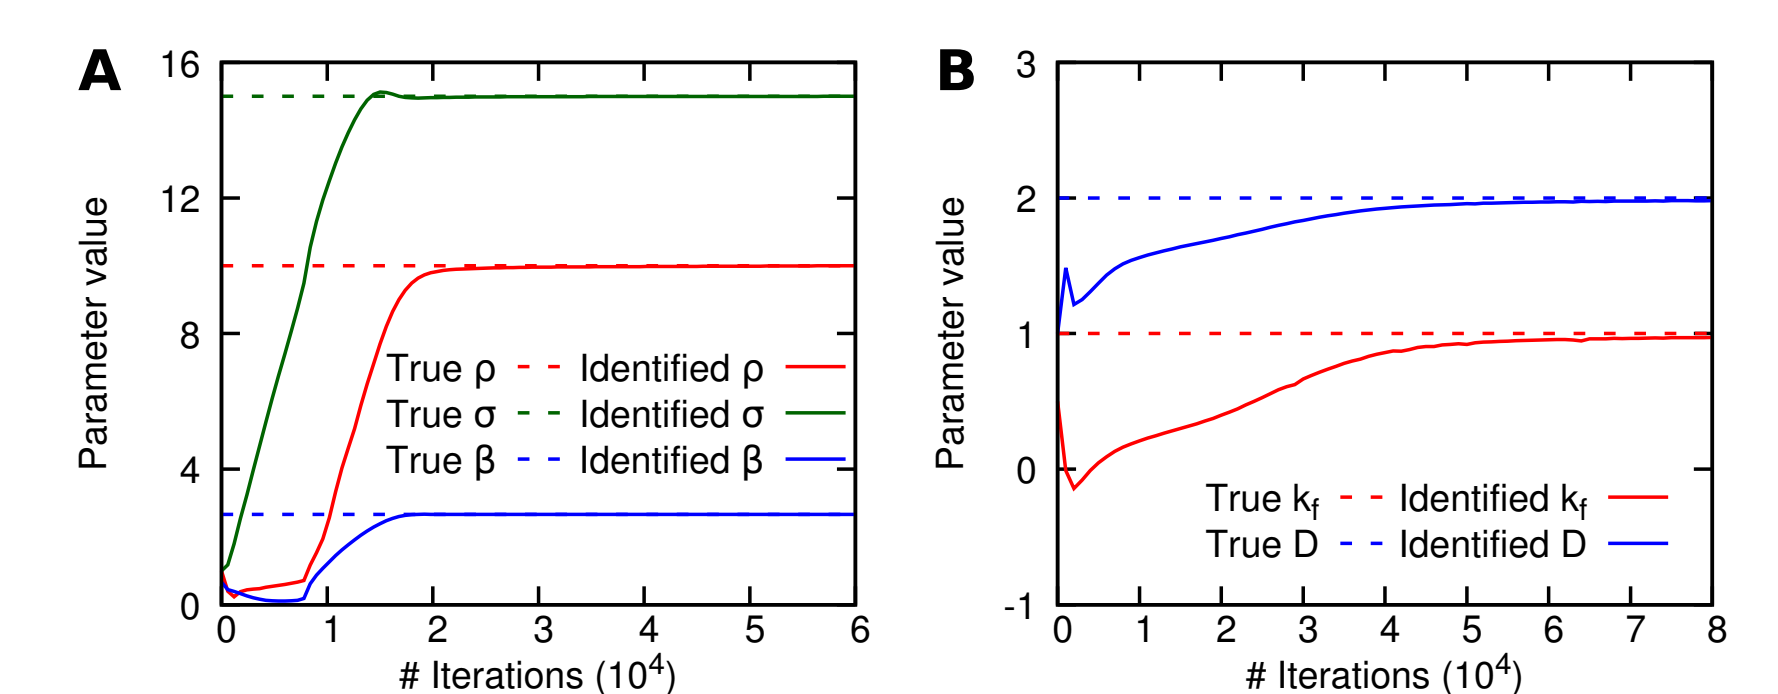 A
16
12
8
4
0
Parameter value
True ρ Identified ρ
True σ Identified σ
True β Identified β
0 1 2 3 4 5 6
# Iterations (10⁴)
B
3
2
1
0
-1
Parameter value
True k_f Identified k_f
True D Identified D
0 1 2 3 4 5 6 7 8
# Iterations (10⁴)